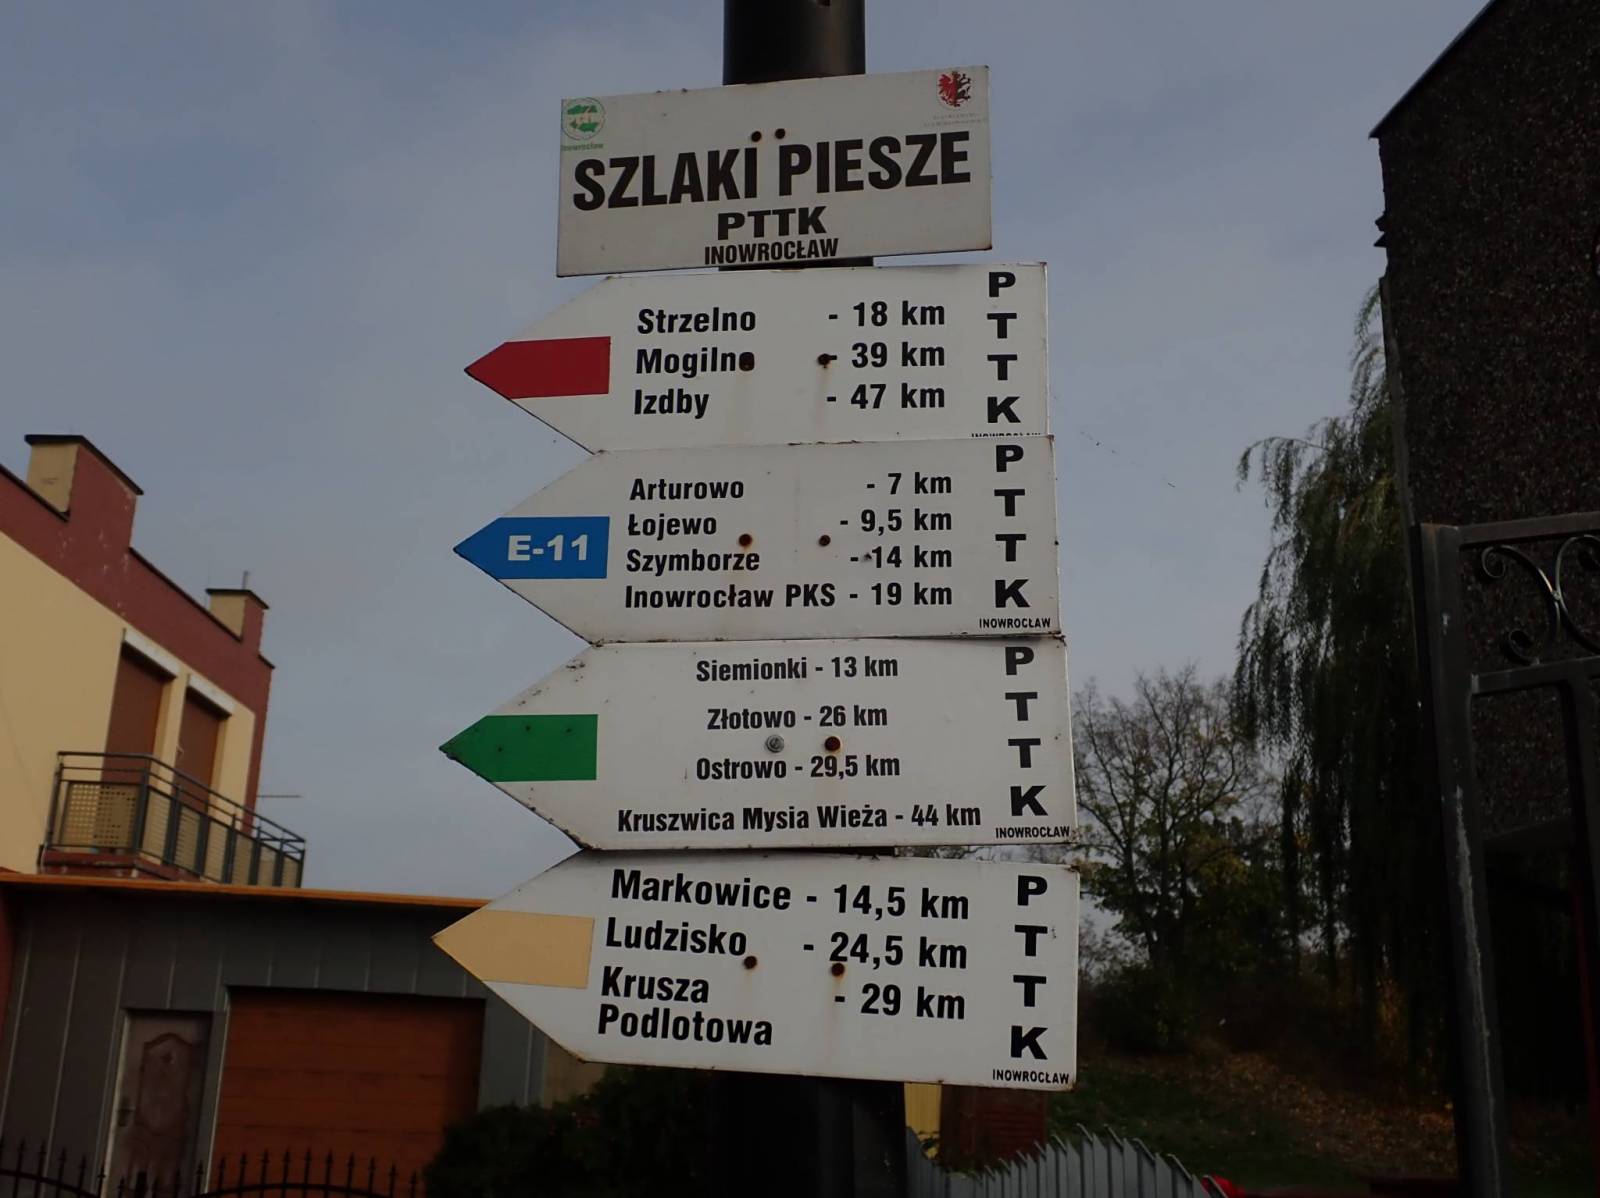 Inowrocław
SZLAKI PIESZE
PTTK
INOWROCŁAW
Strzelno - 18 km
Mogilno - 39 km
Izdby - 47 km
PTTK
INOWROCŁAW
E-11
Arturowo - 7 km
Łojewo - 9,5 km
Szymborze - 14 km
Inowrocław PKS - 19 km
PTTK
INOWROCŁAW
Siemionki - 13 km
Złotowo - 26 km
Ostrowo - 29,5 km
Kruszwica Mysia Wieża - 44 km
PTTK
INOWROCŁAW
Markowice - 14,5 km
Ludzisko - 24,5 km
Krusza - 29 km
Podlotowa
PTTK
INOWROCŁAW